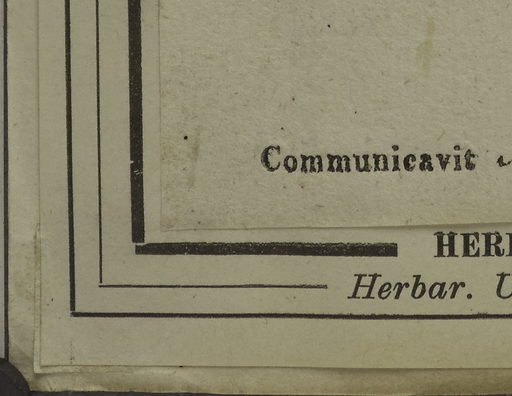 Communicavit
HERB
Herbar. U